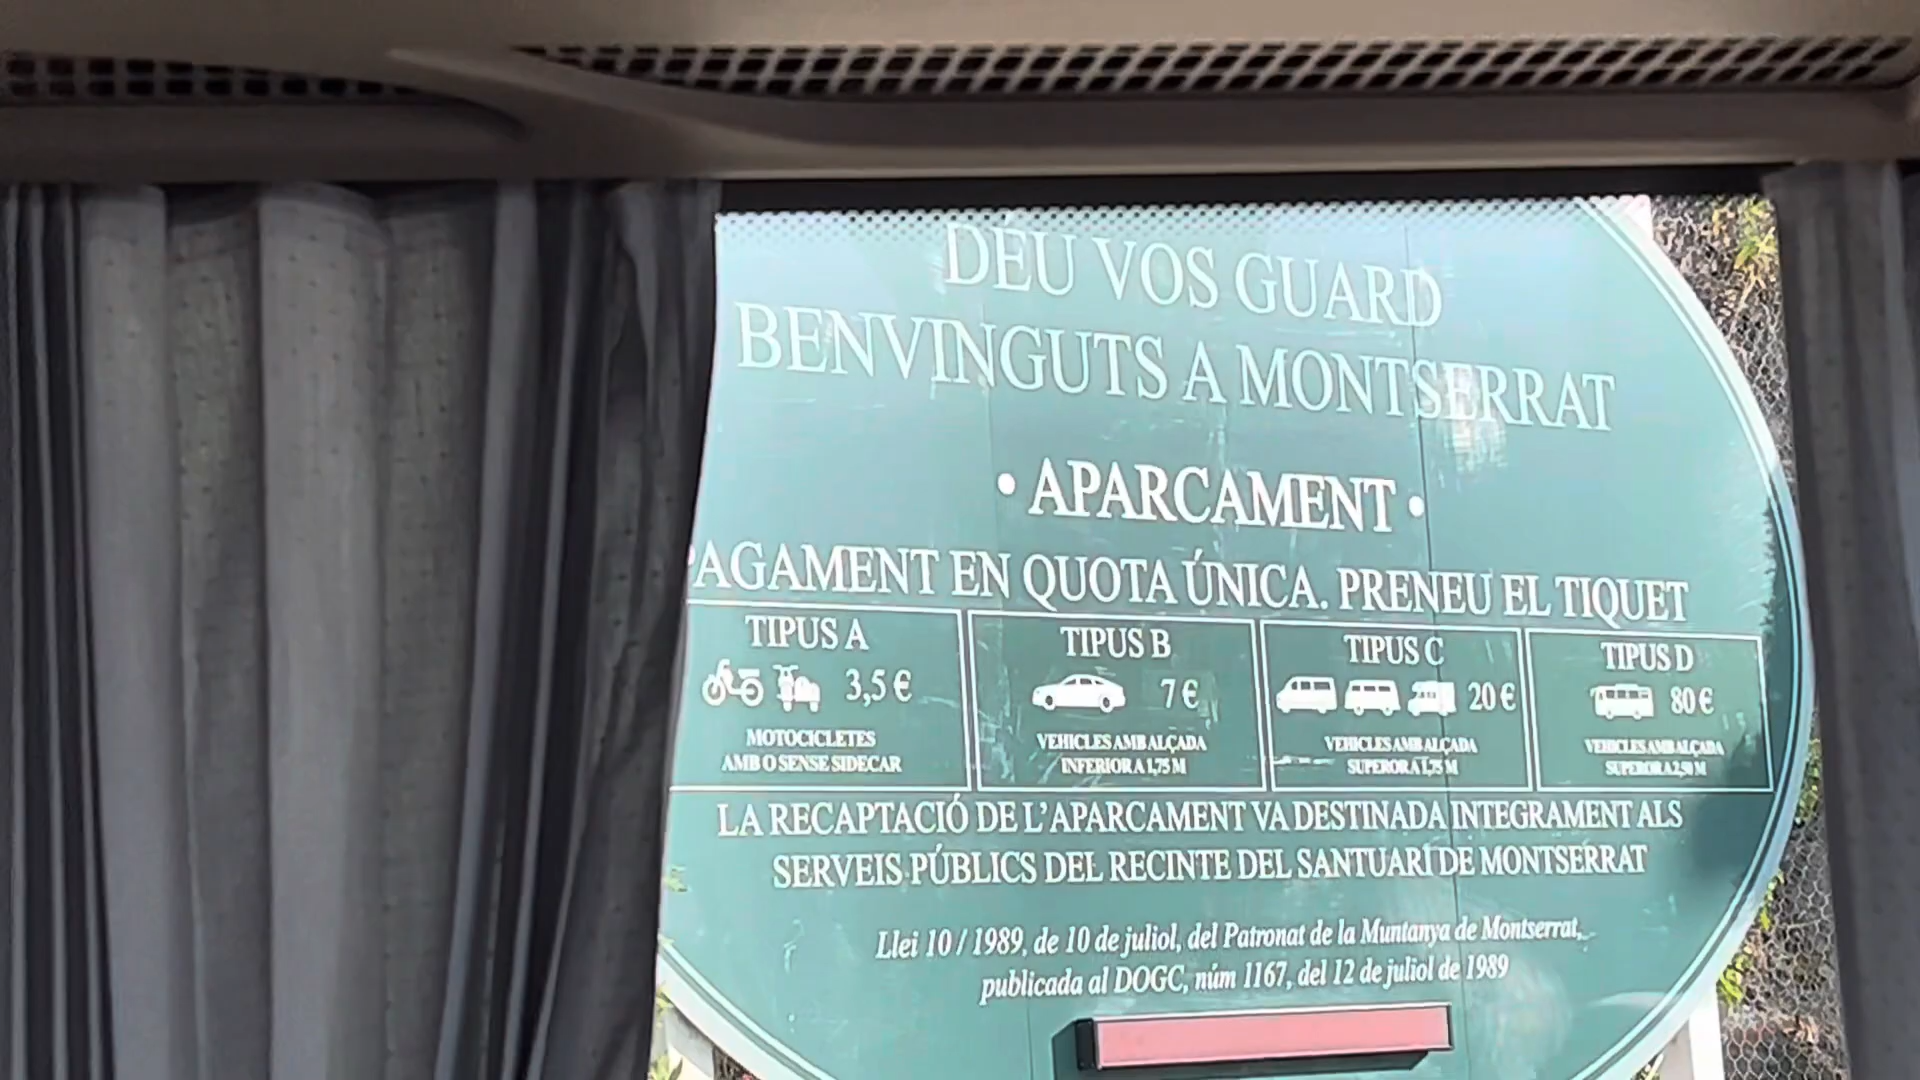 DÉU VOS GUARD
BENVINGUTS A MONTSERRAT
• APARCAMENT •
PAGAMENT EN QUOTA ÚNICA. PRENEU EL TIQUET
TIPUS A
3,5 €
MOTOCICLETES
AMB O SENSE SIDECAR
TIPUS B
7 €
VEHICLES AMB ALÇADA
INFERIOR A 1,75 M
TIPUS C
20 €
VEHICLES AMB ALÇADA
SUPEROR A 1,75 M
TIPUS D
80 €
VEHICLES AMB ALÇADA
SUPEROR A 2,50 M
LA RECAPTACIÓ DE L'APARCAMENT VA DESTINADA INTEGRAMENT ALS
SERVEIS PÚBLICS DEL RECINTE DEL SANTUARI DE MONTSERRAT
Llei 10 / 1989, de 10 de juliol, del Patronat de la Muntanya de Montserrat,
publicada al DOGC, núm 1167, del 12 de juliol de 1989